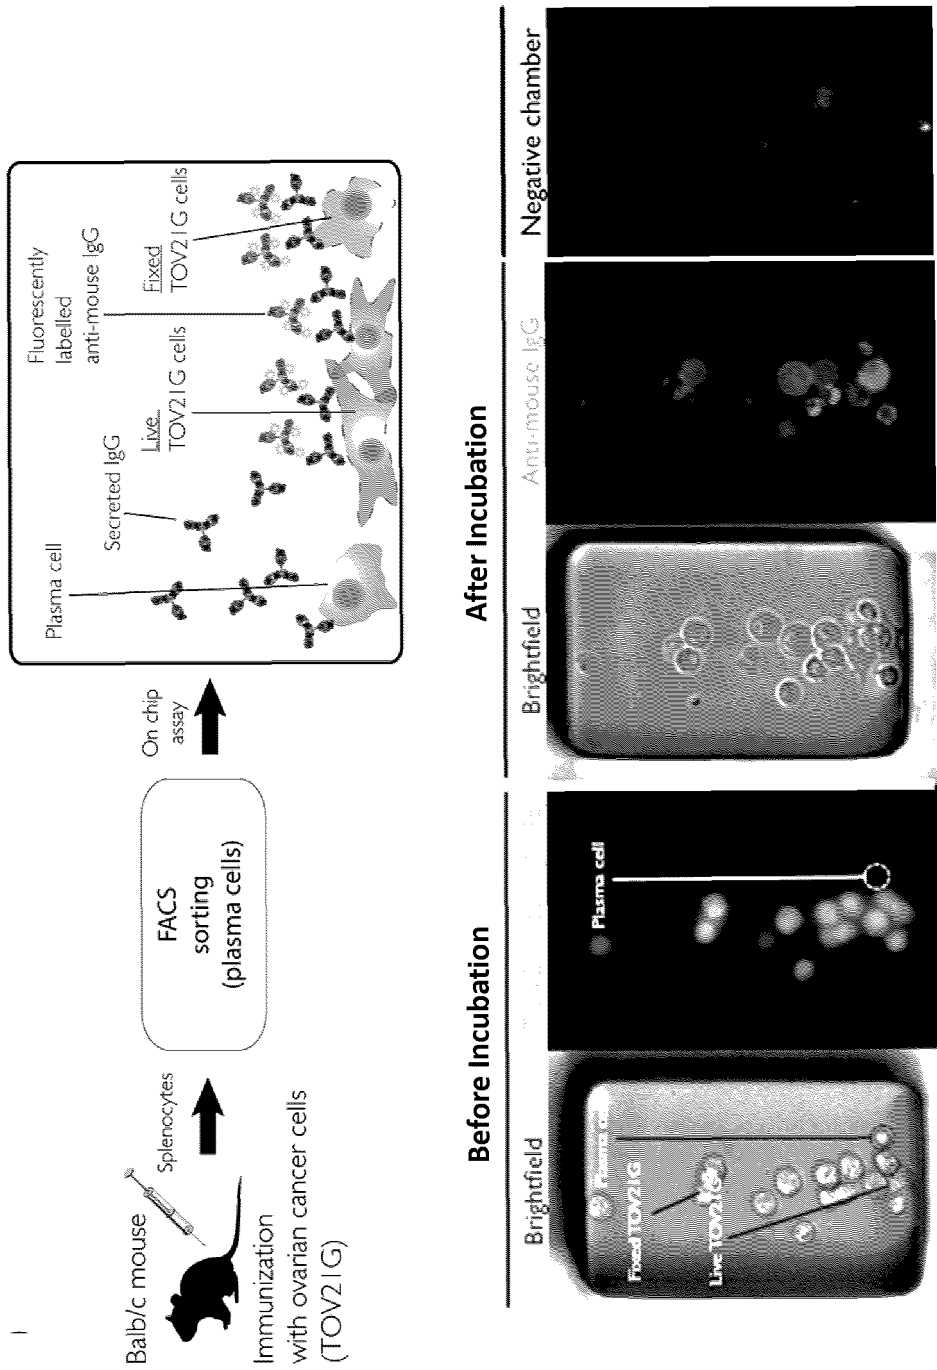 Balb/c mouse
Immunization
with ovarian cancer cells
(TOV21G)
Splenocytes
FACS
sorting
(plasma cells)
On chip
assay
Plasma cell
Secreted IgG
Live
TOV21G cells
Fluorescently
labelled
anti-mouse IgG
Fixed
TOV21G cells
Before Incubation
After Incubation
Brightfield
Brightfield
Anti-mouse IgG
Negative chamber
Fixed TOV21G
Live TOV21G
Plasma cell